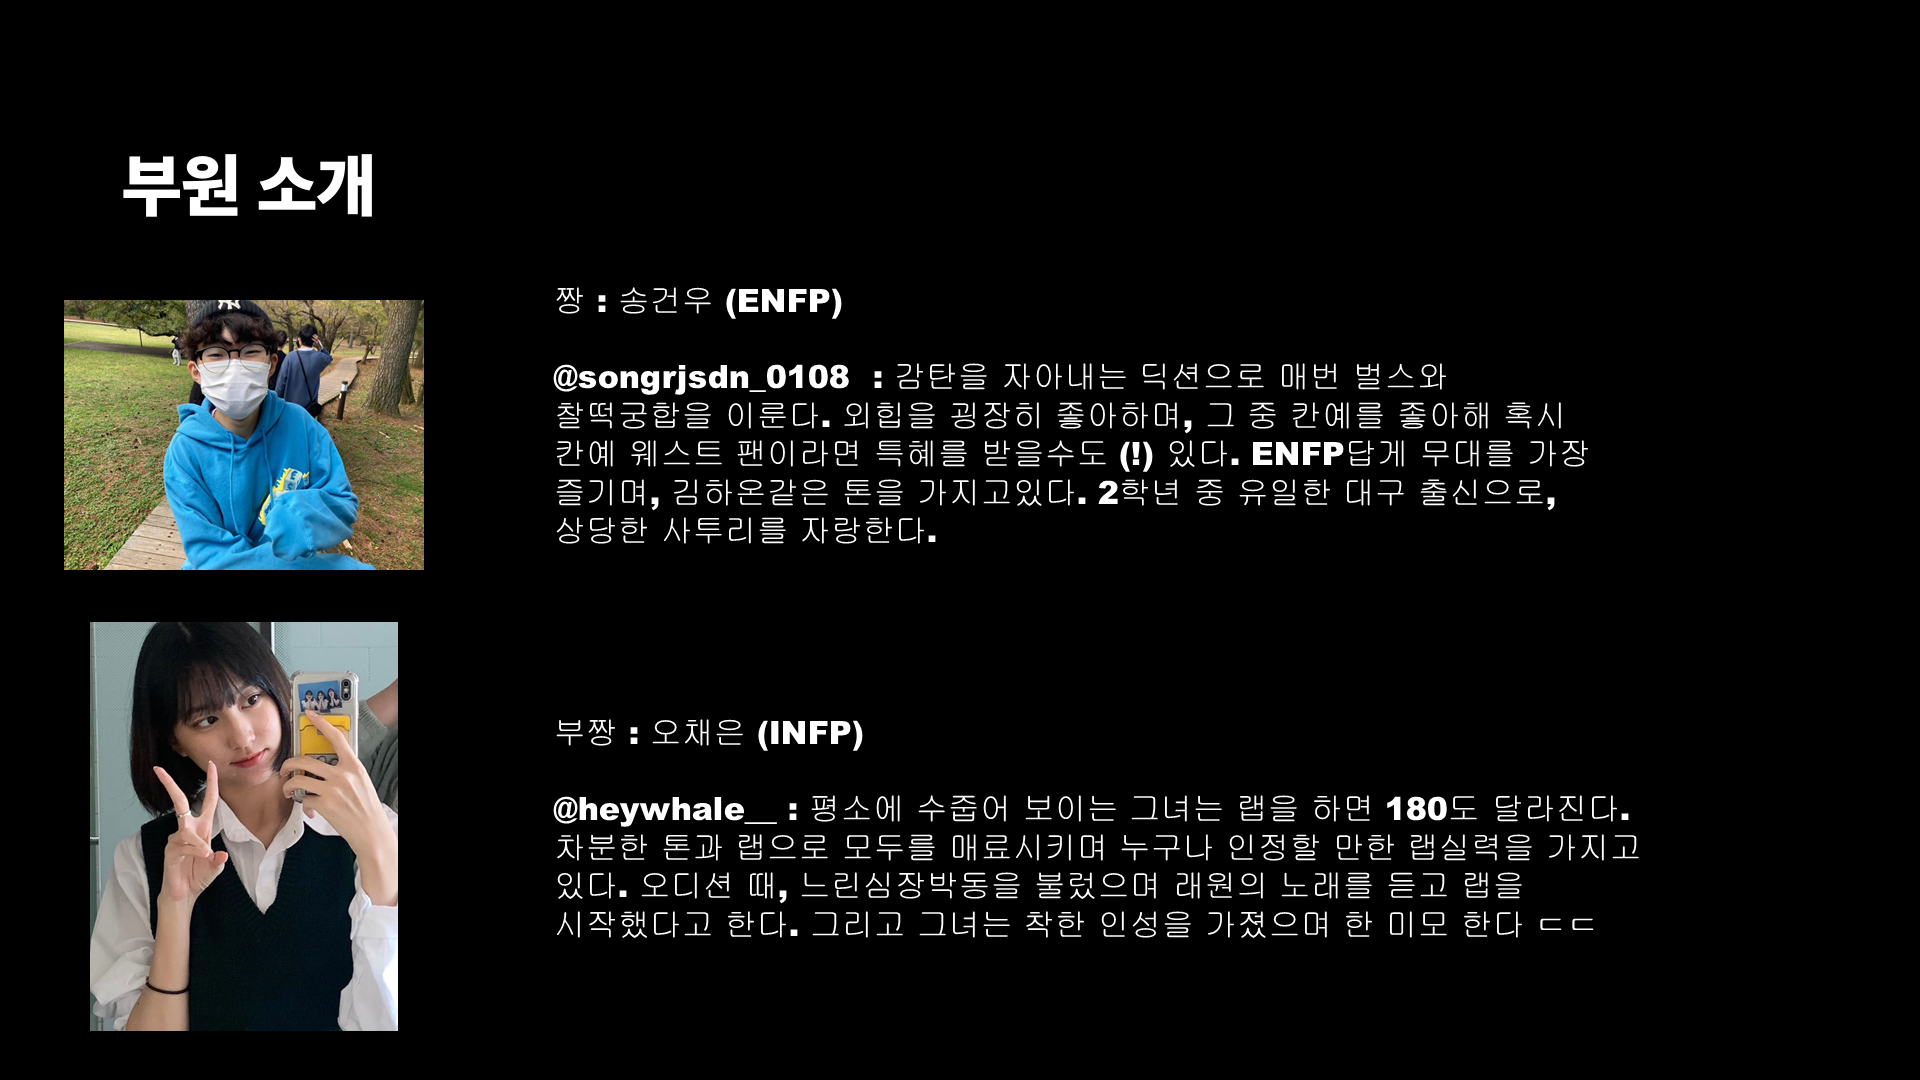 부원 소개
짱 : 송건우 (ENFP)
@songrjsdn_0108 : 감탄을 자아내는 딕션으로 매번 벌스와
찰떡궁합을 이룬다. 외힙을 굉장히 좋아하며, 그 중 칸예를 좋아해 혹시
칸예 웨스트 팬이라면 특혜를 받을수도 (!) 있다. ENFP답게 무대를 가장
즐기며, 김하온같은 톤을 가지고있다. 2학년 중 유일한 대구 출신으로,
상당한 사투리를 자랑한다.
부짱 : 오채은 (INFP)
@heywhale__ : 평소에 수줍어 보이는 그녀는 랩을 하면 180도 달라진다.
차분한 톤과 랩으로 모두를 매료시키며 누구나 인정할 만한 랩실력을 가지고
있다. 오디션 때, 느린심장박동을 불렀으며 래원의 노래를 듣고 랩을
시작했다고 한다. 그리고 그녀는 착한 인성을 가졌으며 한 미모 한다 ㄷㄷ